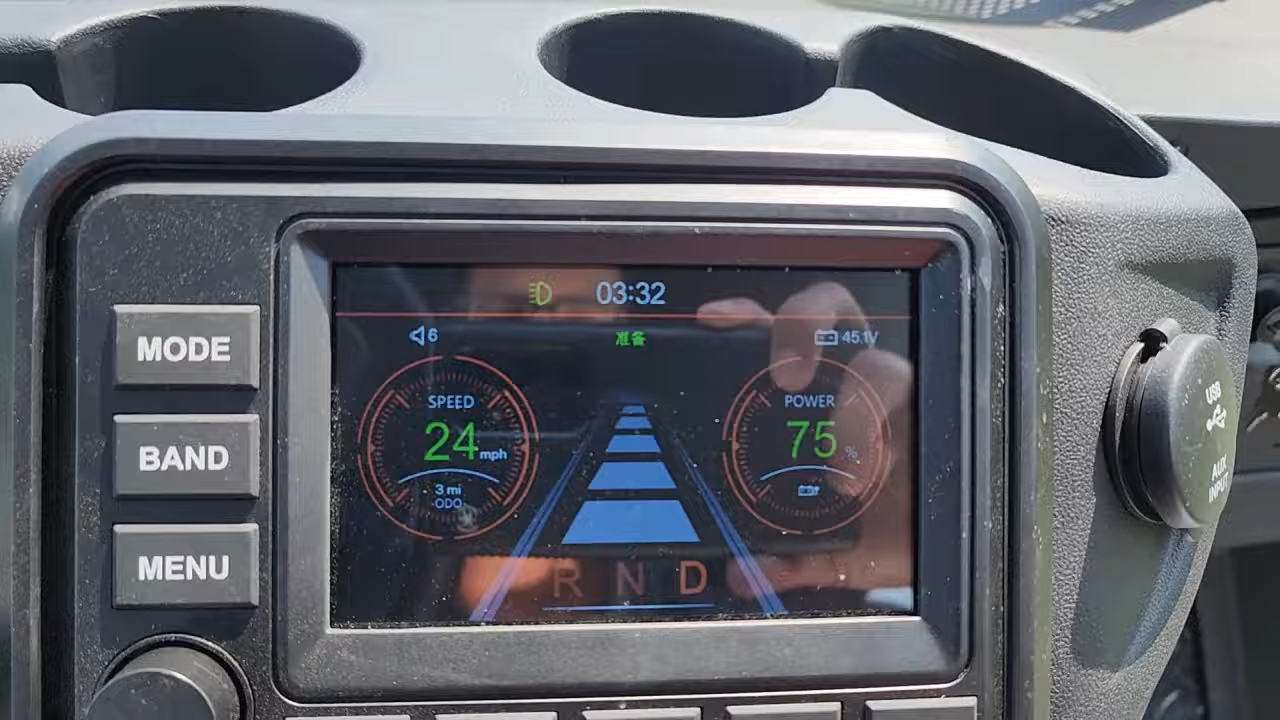 03:32
6
准备
45.1V
MODE
SPEED
24 mph
3 mi
ODO
POWER
75 %
BAND
MENU
R N D
USB
AUX
INPUT